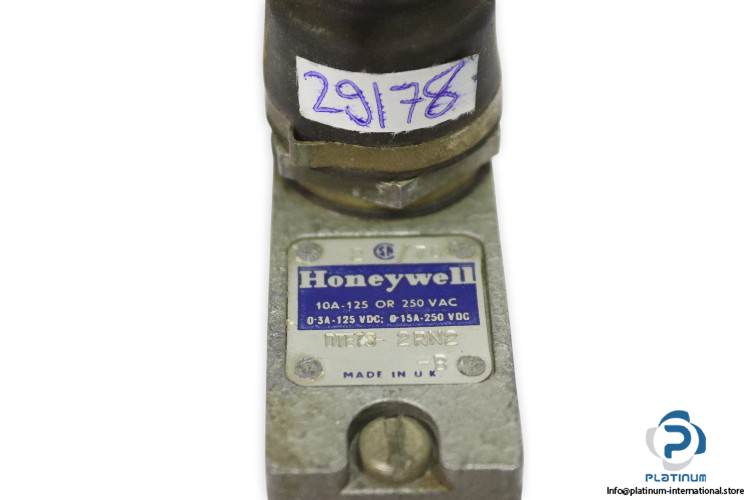 29178
Honeywell
10A-125 OR 250 VAC
0·3A-125 VDC; 0·15A-250 VDC
2RN2
-B
MADE IN U K
PLATINUM
Info@platinum-international.store